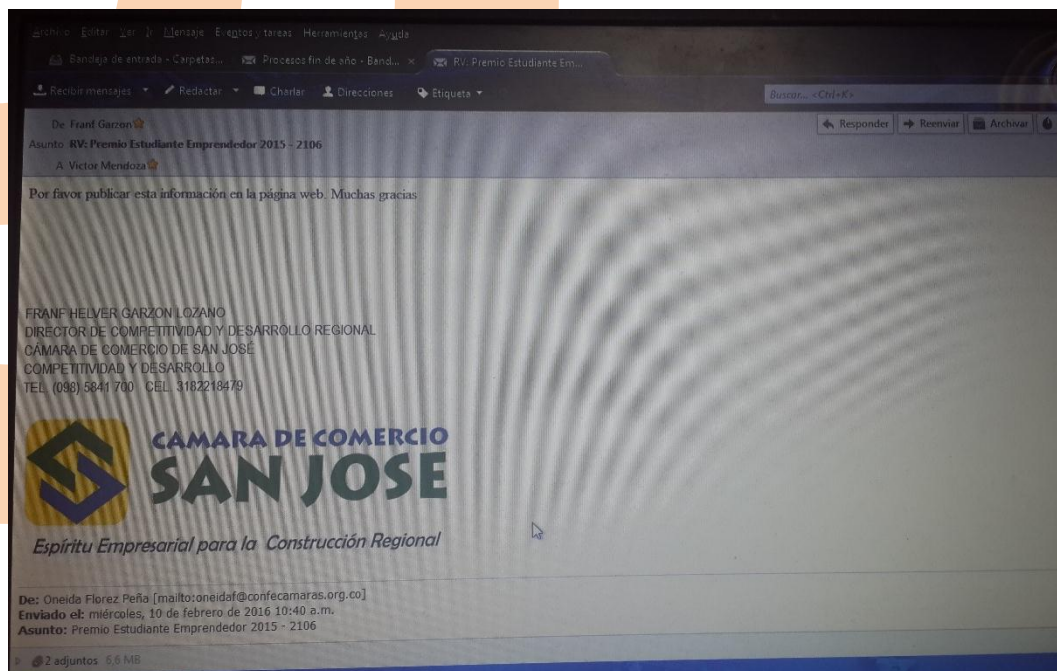 Archivo Editar Ver Ir Mensaje Eventos y tareas Herramientas Ayuda
Bandeja de entrada - Carpetas... Procesos fin de año - Band... × RV: Premio Estudiante Em...
Recibir mensajes Redactar Charlar Direcciones Etiqueta
Buscar... <Ctrl+K>
De Franf Garzon
Responder Reenviar Archivar
Asunto RV: Premio Estudiante Emprendedor 2015 - 2106
A Victor Mendoza
Por favor publicar esta información en la página web. Muchas gracias
FRANF HELVER GARZON LOZANO
DIRECTOR DE COMPETITIVIDAD Y DESARROLLO REGIONAL
CÁMARA DE COMERCIO DE SAN JOSÉ
COMPETITIVIDAD Y DESARROLLO
TEL. (098) 5841 700 CEL. 3182218479
CAMARA DE COMERCIO
SAN JOSE
Espíritu Empresarial para la Construcción Regional
De: Oneida Florez Peña [mailto:oneidaf@confecamaras.org.co]
Enviado el: miércoles, 10 de febrero de 2016 10:40 a.m.
Asunto: Premio Estudiante Emprendedor 2015 - 2106
2 adjuntos 6,6 MB